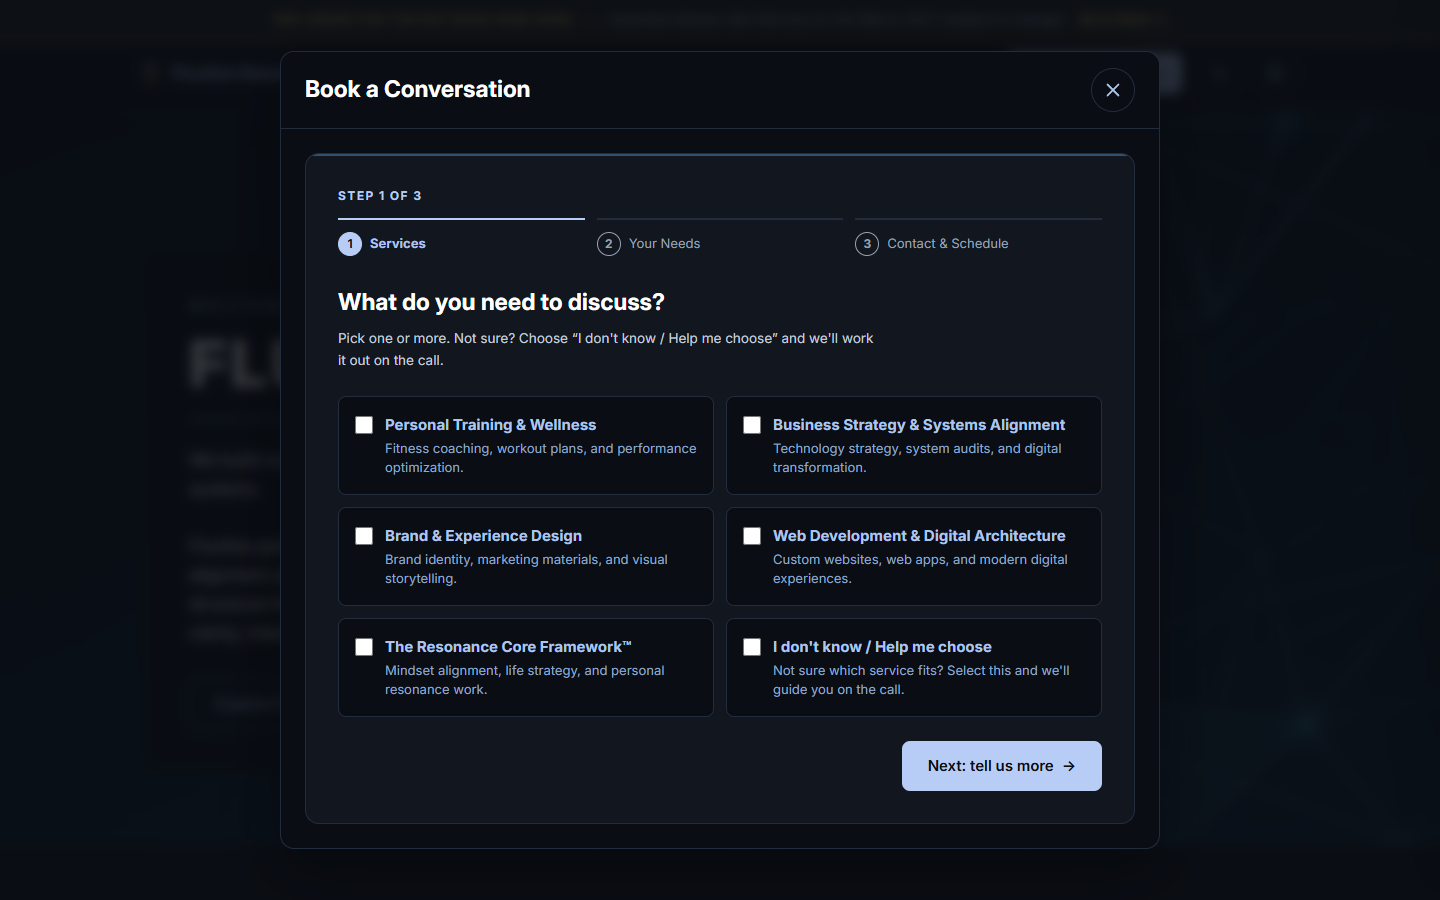 Book a Conversation
STEP 1 OF 3
1 Services
2 Your Needs
3 Contact & Schedule
What do you need to discuss?
Pick one or more. Not sure? Choose “I don't know / Help me choose” and we'll work
it out on the call.
Personal Training & Wellness
Fitness coaching, workout plans, and performance
optimization.
Business Strategy & Systems Alignment
Technology strategy, system audits, and digital
transformation.
Brand & Experience Design
Brand identity, marketing materials, and visual
storytelling.
Web Development & Digital Architecture
Custom websites, web apps, and modern digital
experiences.
The Resonance Core Framework™
Mindset alignment, life strategy, and personal
resonance work.
I don't know / Help me choose
Not sure which service fits? Select this and we'll
guide you on the call.
Next: tell us more →